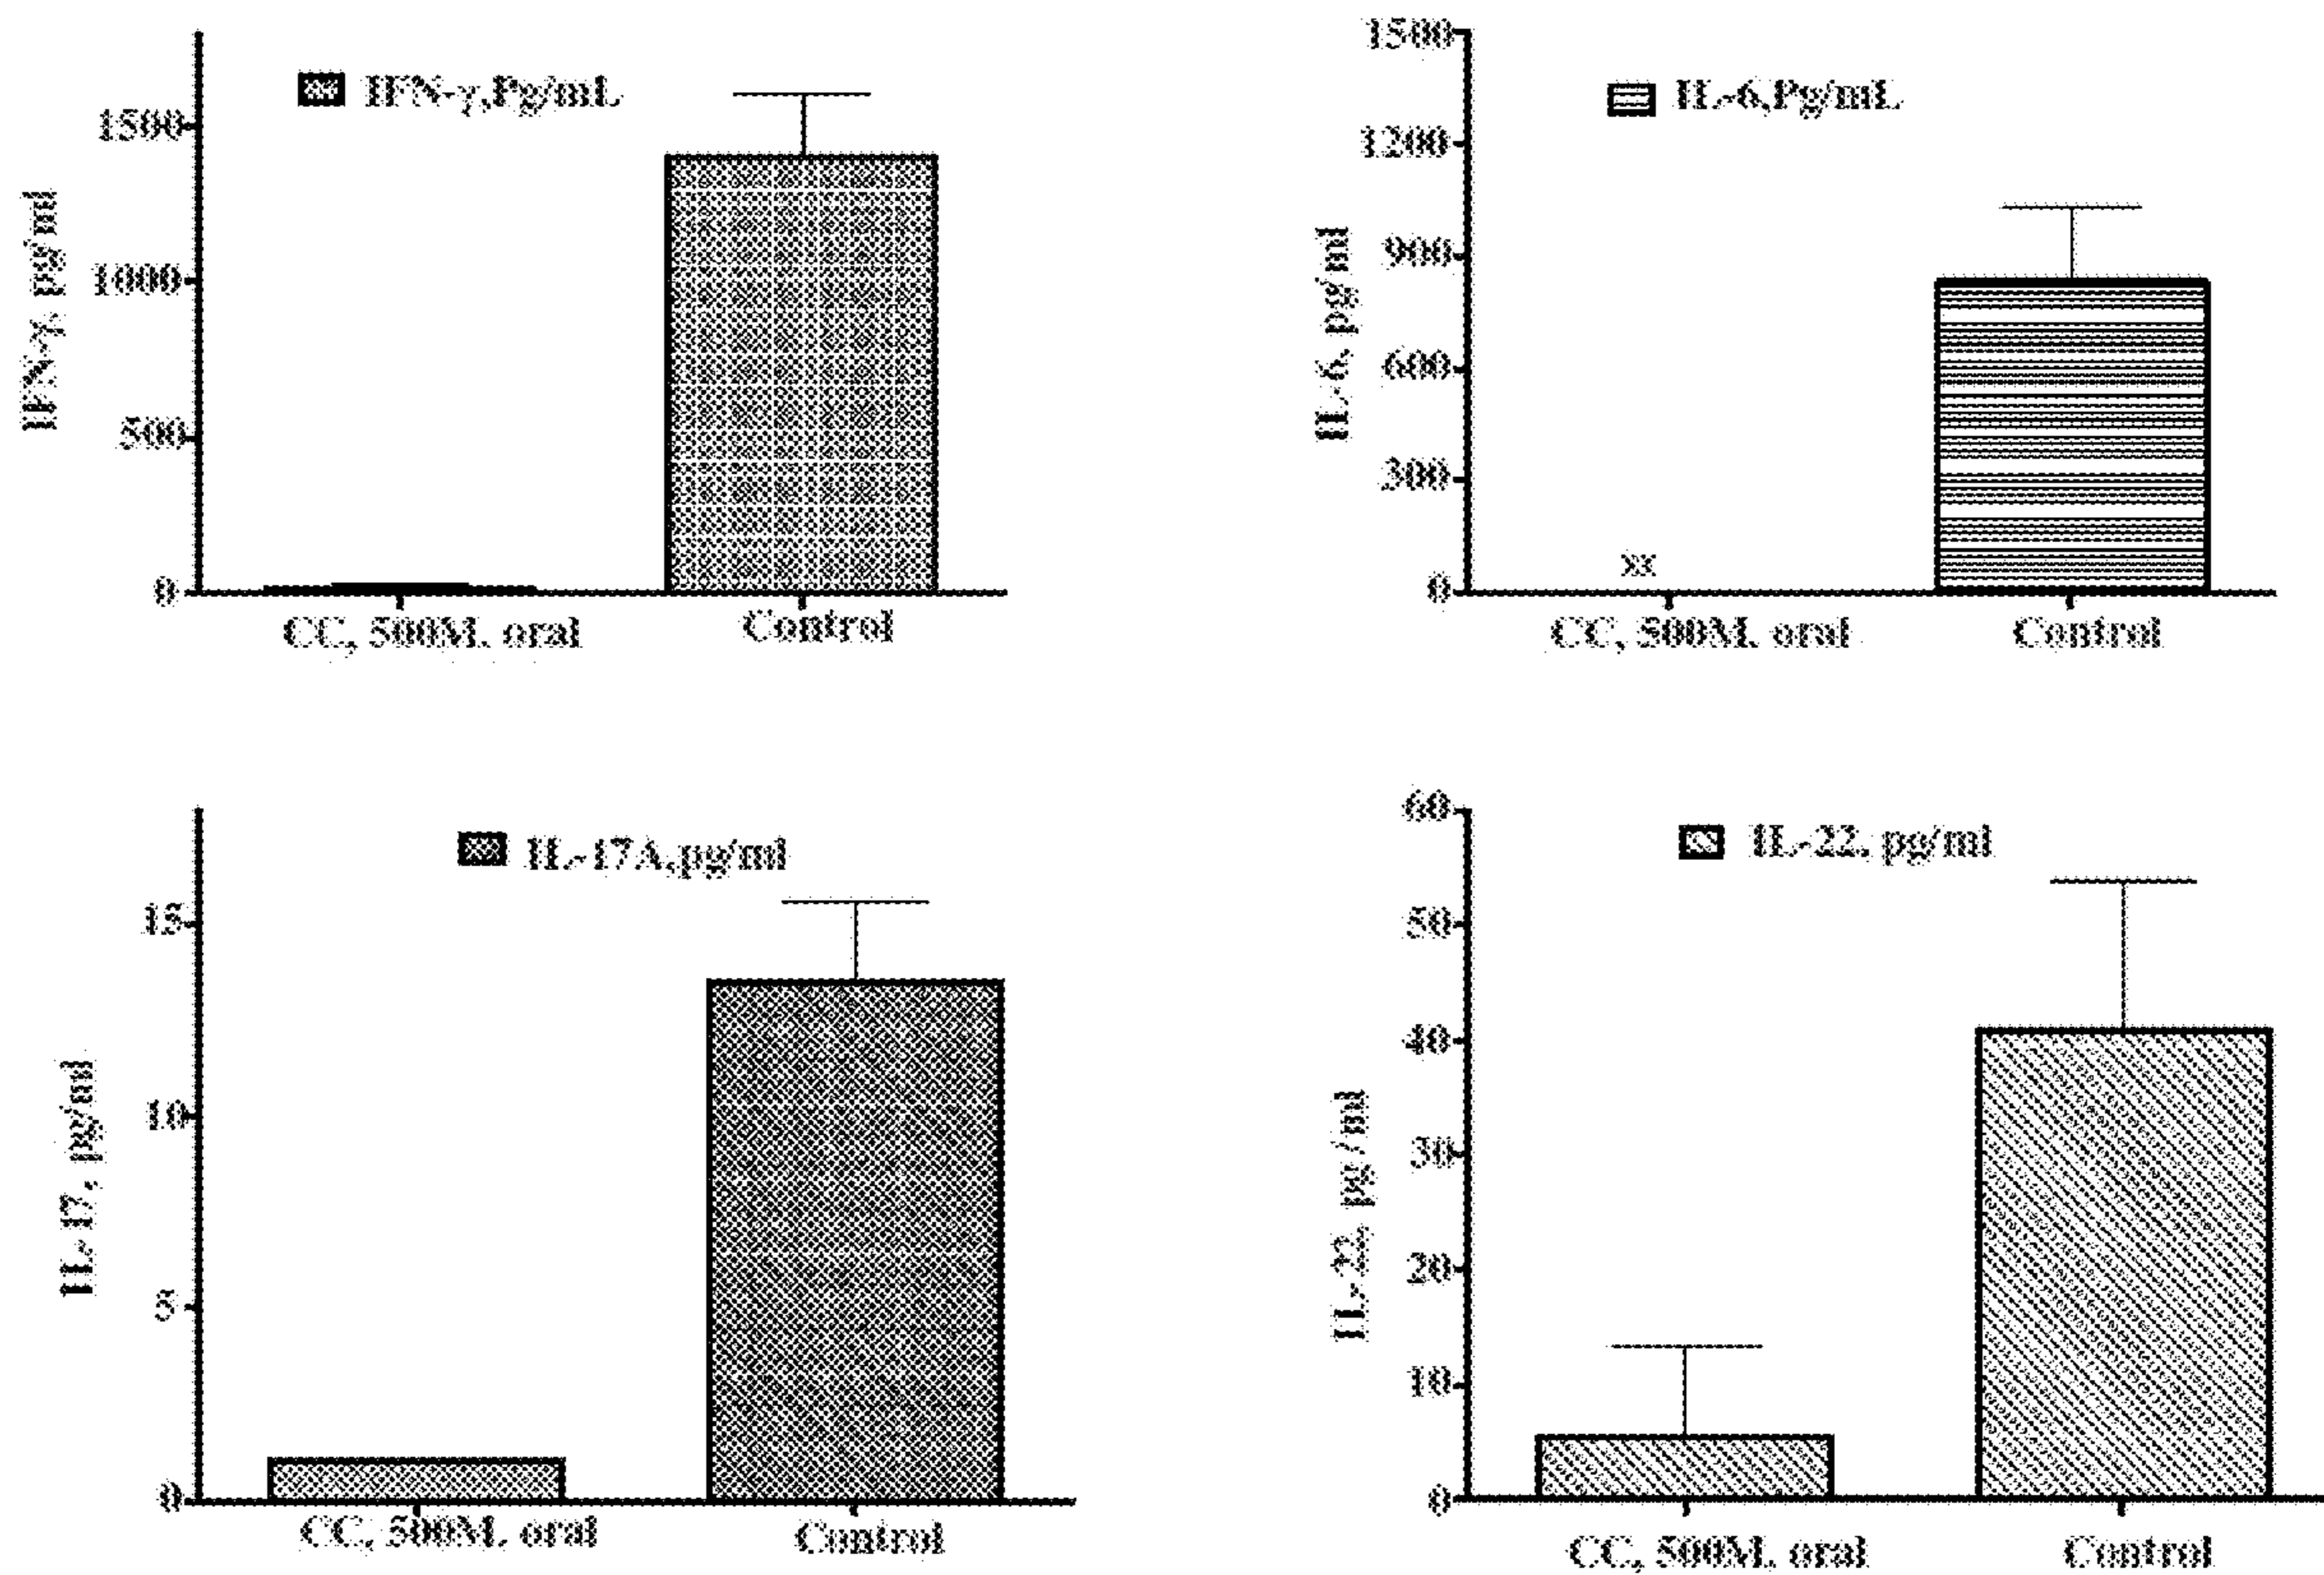 IFN-γ,Pg/mL
1500
1000
500
0
IFN-γ, pg/ml
CC, 500M. oral
Control
1500
1200
900
600
300
0
IL-6,Pg/mL
IL-6, pg/ml
CC, 500M. oral
Control
IL-17A,pg/ml
15
10
5
0
IL-17, pg/ml
CC, 500M. oral
Control
60
50
40
30
20
10
0
IL-22, pg/ml
IL-22, pg/ml
CC, 500M. oral
Control